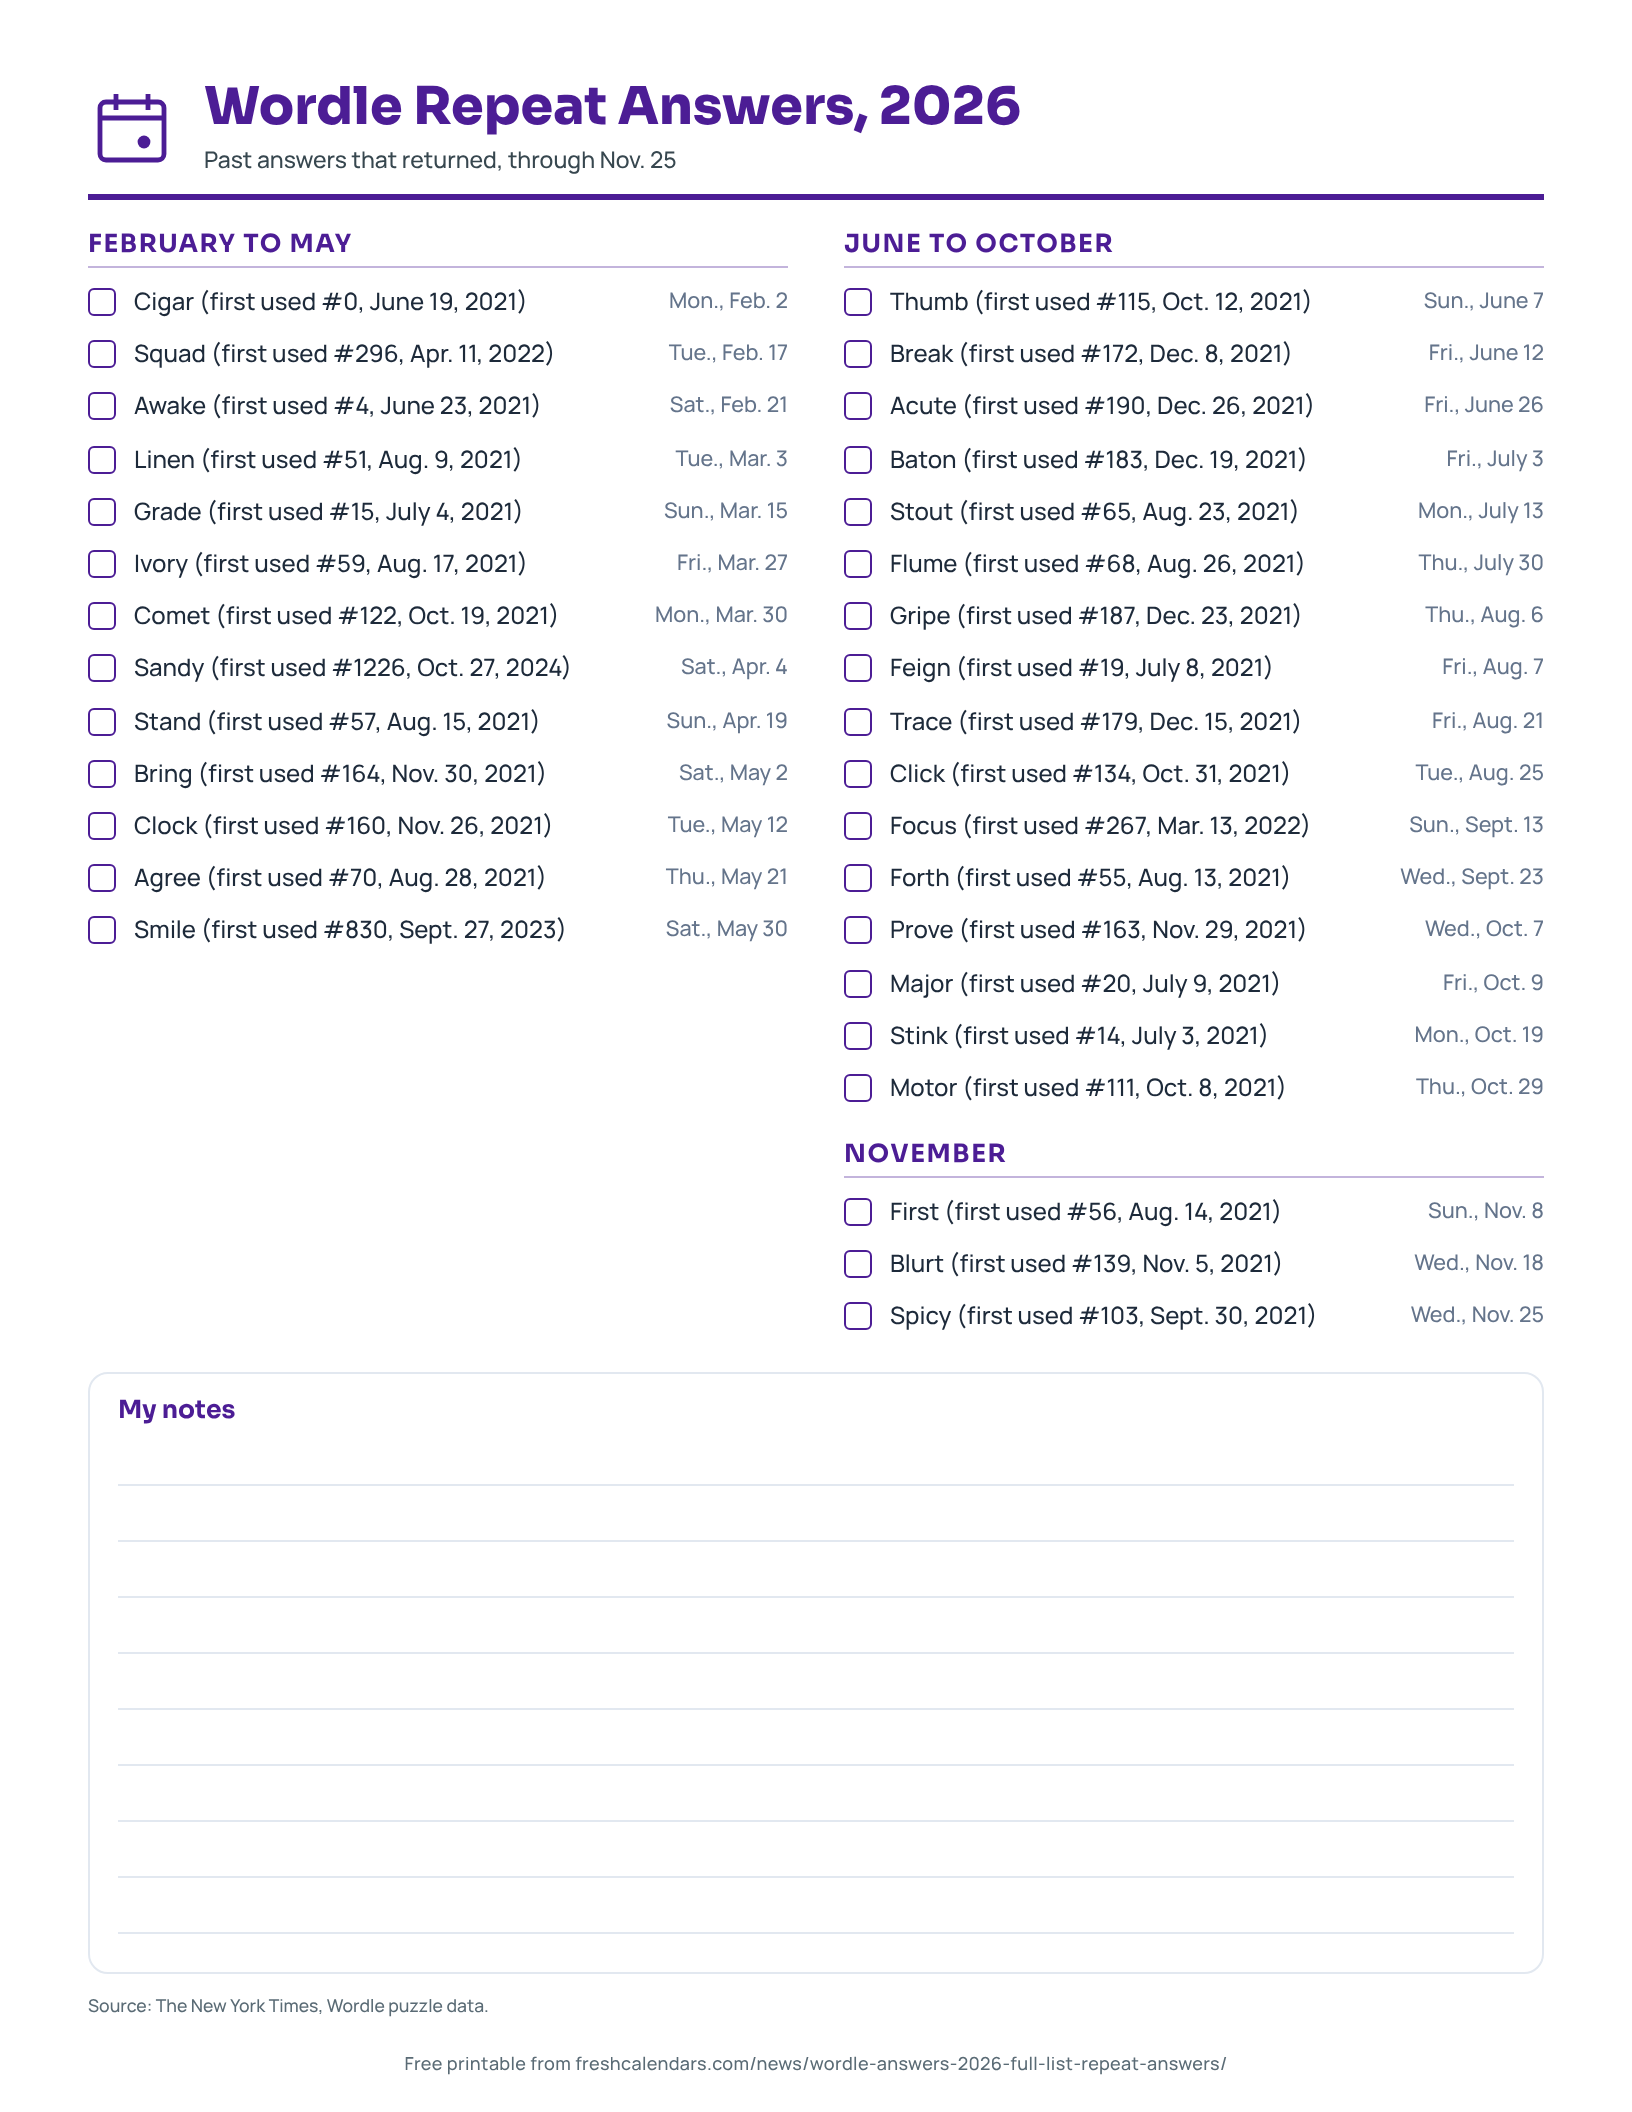 Wordle Repeat Answers, 2026
Past answers that returned, through Nov. 25
FEBRUARY TO MAY
Cigar (first used #0, June 19, 2021) Mon., Feb. 2
Squad (first used #296, Apr. 11, 2022) Tue., Feb. 17
Awake (first used #4, June 23, 2021) Sat., Feb. 21
Linen (first used #51, Aug. 9, 2021) Tue., Mar. 3
Grade (first used #15, July 4, 2021) Sun., Mar. 15
Ivory (first used #59, Aug. 17, 2021) Fri., Mar. 27
Comet (first used #122, Oct. 19, 2021) Mon., Mar. 30
Sandy (first used #1226, Oct. 27, 2024) Sat., Apr. 4
Stand (first used #57, Aug. 15, 2021) Sun., Apr. 19
Bring (first used #164, Nov. 30, 2021) Sat., May 2
Clock (first used #160, Nov. 26, 2021) Tue., May 12
Agree (first used #70, Aug. 28, 2021) Thu., May 21
Smile (first used #830, Sept. 27, 2023) Sat., May 30
JUNE TO OCTOBER
Thumb (first used #115, Oct. 12, 2021) Sun., June 7
Break (first used #172, Dec. 8, 2021) Fri., June 12
Acute (first used #190, Dec. 26, 2021) Fri., June 26
Baton (first used #183, Dec. 19, 2021) Fri., July 3
Stout (first used #65, Aug. 23, 2021) Mon., July 13
Flume (first used #68, Aug. 26, 2021) Thu., July 30
Gripe (first used #187, Dec. 23, 2021) Thu., Aug. 6
Feign (first used #19, July 8, 2021) Fri., Aug. 7
Trace (first used #179, Dec. 15, 2021) Fri., Aug. 21
Click (first used #134, Oct. 31, 2021) Tue., Aug. 25
Focus (first used #267, Mar. 13, 2022) Sun., Sept. 13
Forth (first used #55, Aug. 13, 2021) Wed., Sept. 23
Prove (first used #163, Nov. 29, 2021) Wed., Oct. 7
Major (first used #20, July 9, 2021) Fri., Oct. 9
Stink (first used #14, July 3, 2021) Mon., Oct. 19
Motor (first used #111, Oct. 8, 2021) Thu., Oct. 29
NOVEMBER
First (first used #56, Aug. 14, 2021) Sun., Nov. 8
Blurt (first used #139, Nov. 5, 2021) Wed., Nov. 18
Spicy (first used #103, Sept. 30, 2021) Wed., Nov. 25
My notes
Source: The New York Times, Wordle puzzle data.
Free printable from freshcalendars.com/news/wordle-answers-2026-full-list-repeat-answers/